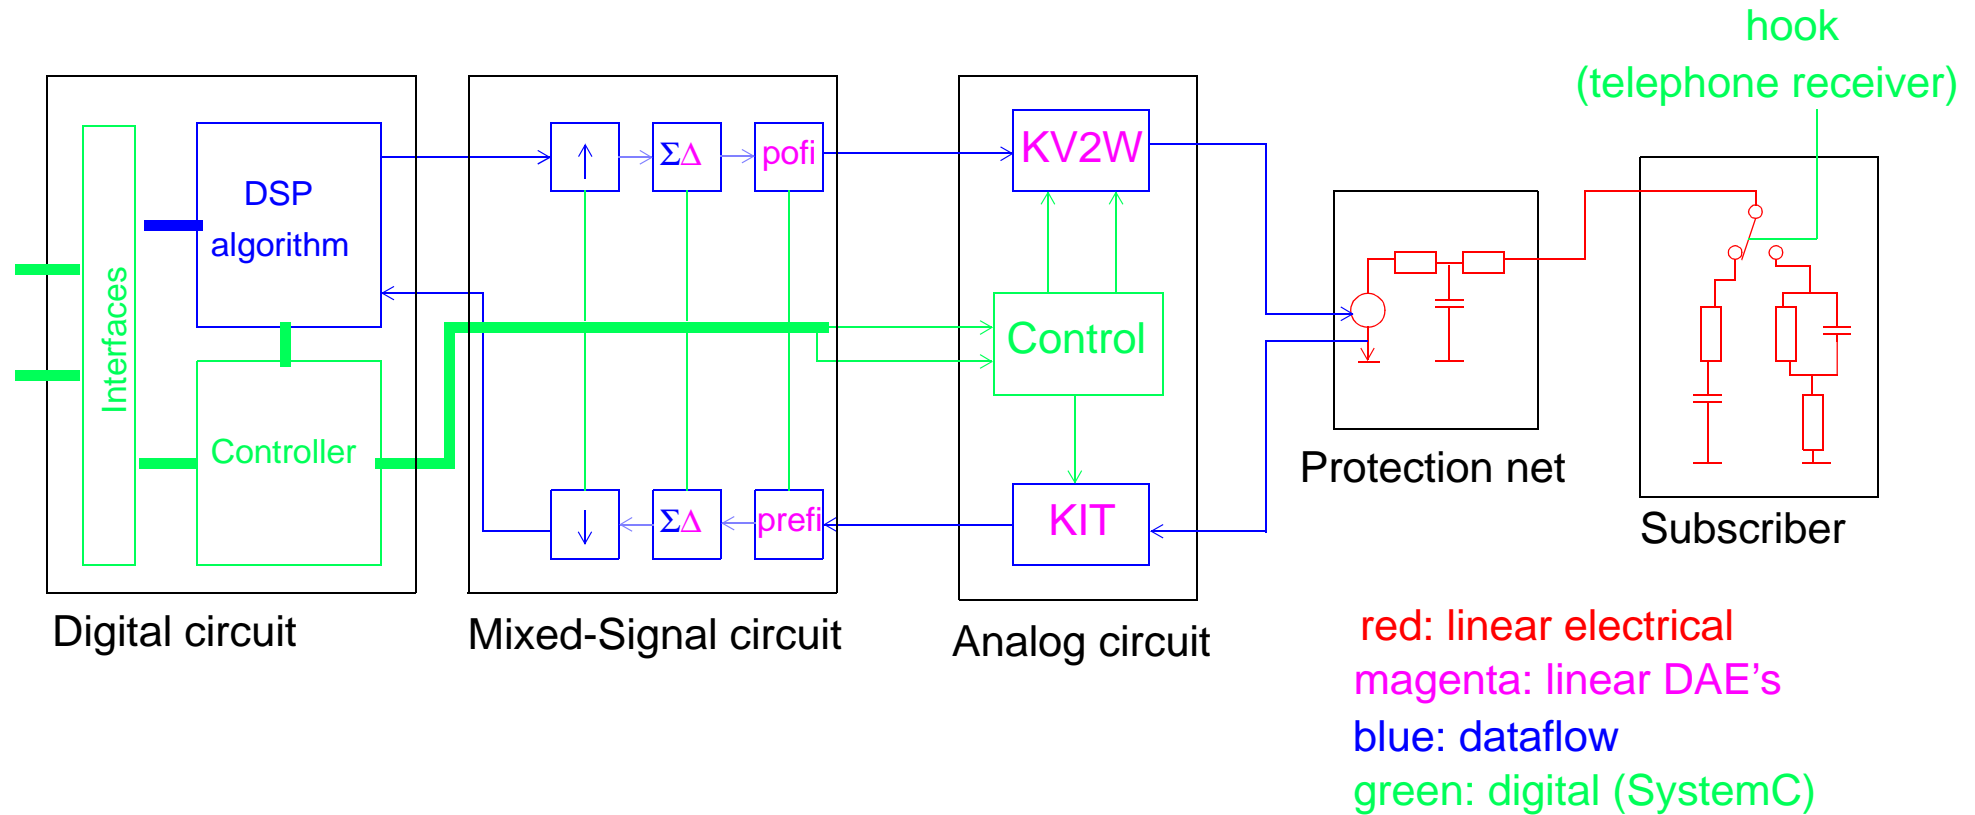 hook
(telephone receiver)
Interfaces
DSP
algorithm
Controller
Digital circuit
↑
ΣΔ
pofi
↓
ΣΔ
prefi
Mixed-Signal circuit
KV2W
Control
KIT
Analog circuit
Protection net
Subscriber
red: linear electrical
magenta: linear DAE's
blue: dataflow
green: digital (SystemC)